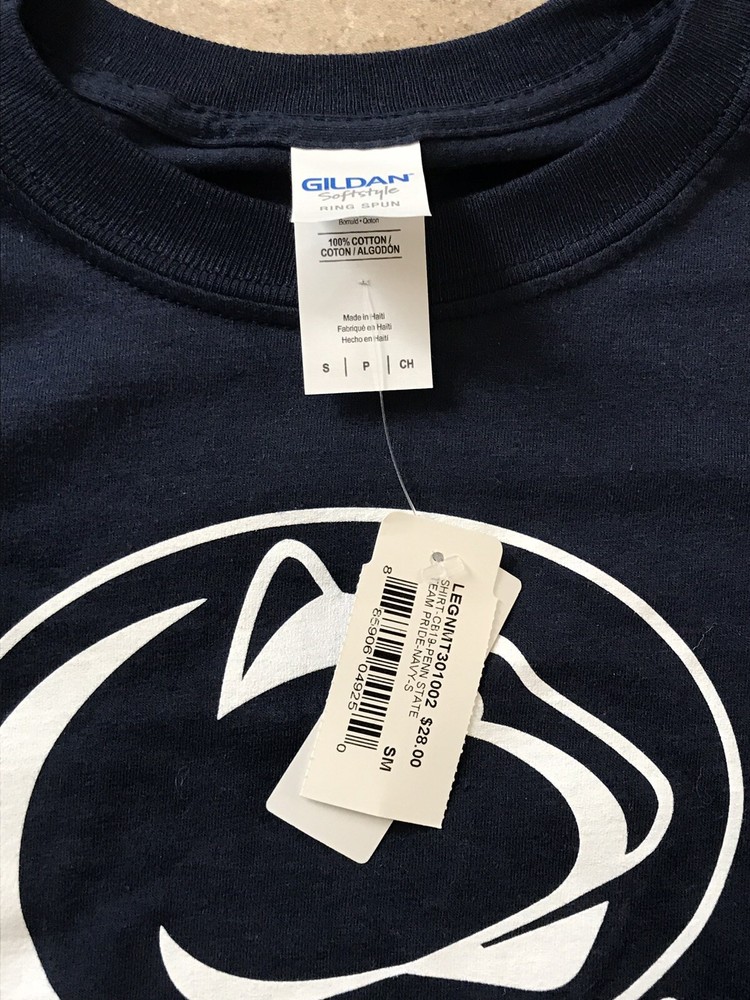 GILDAN
Softstyle
RING SPUN
100% COTTON /
COTON / ALGODÓN
Made in Haiti
Fabriqué en Haïti
Hecho en Haití
S | P | CH
LEGNMT301002 $28.00
SHIRT-CB19-PENN STATE
TEAM PRIDE-NAVY-S
8 85906 04925 0
SM